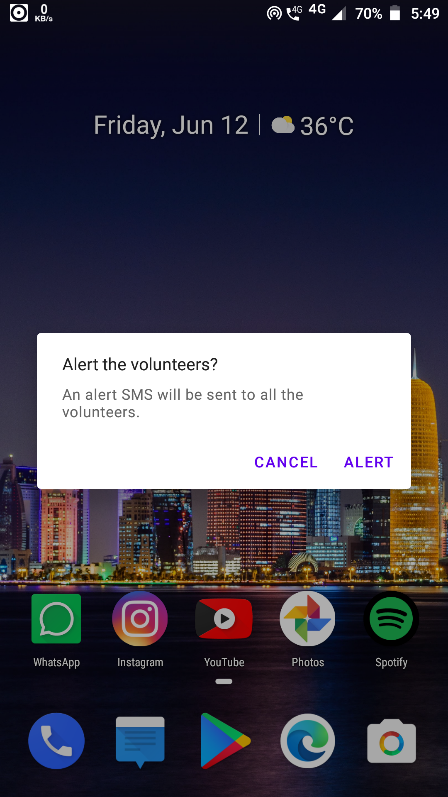 0
KB/s
4G
4G
70%
5:49
Friday, Jun 12
36°C
Alert the volunteers?
An alert SMS will be sent to all the
volunteers.
CANCEL
ALERT
WhatsApp
Instagram
YouTube
Photos
Spotify